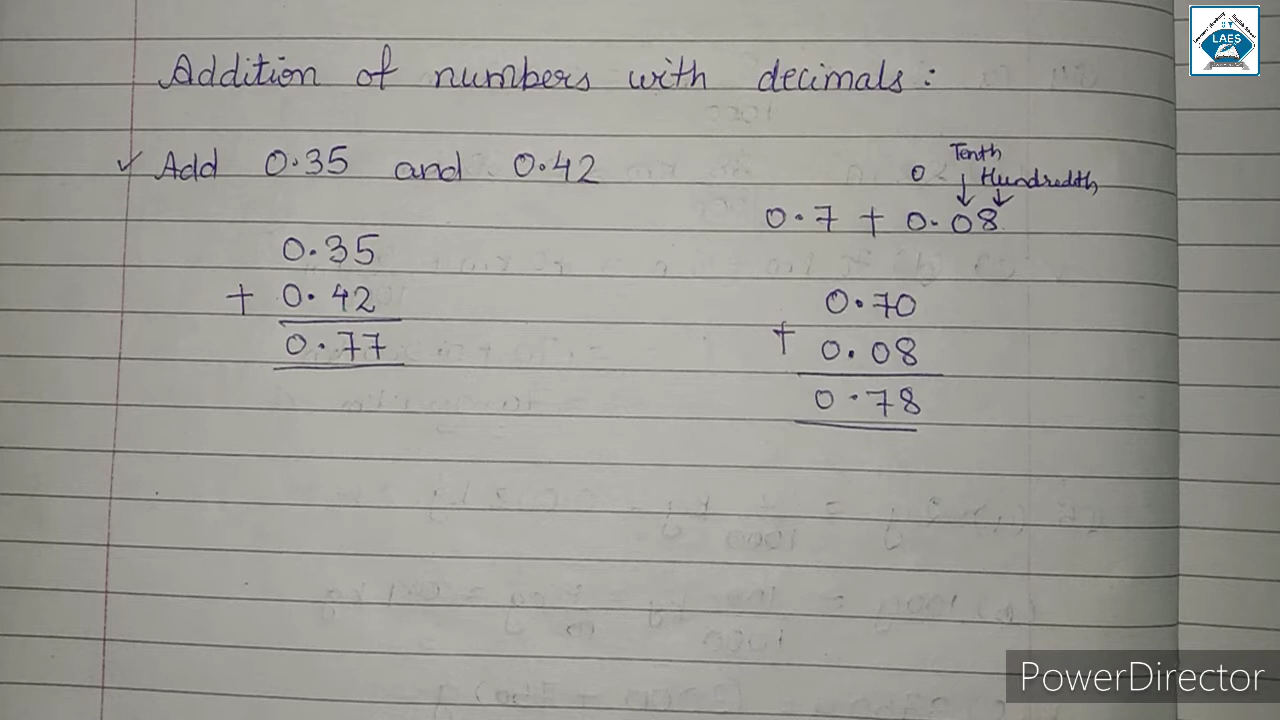 LAES
Addition of numbers with decimals :
✓ Add 0.35 and 0.42
0.35
+ 0.42
0.77
Tenth
0 Hundredth
0.7 + 0.08
0.70
+ 0.08
0.78
PowerDirector